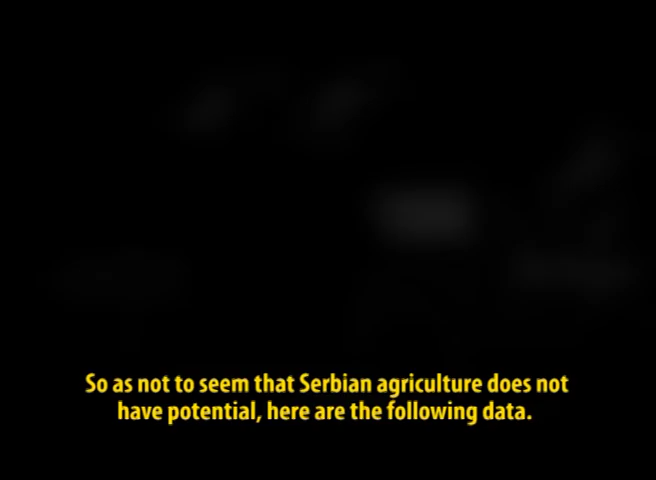 So as not to seem that Serbian agriculture does not
have potential, here are the following data.